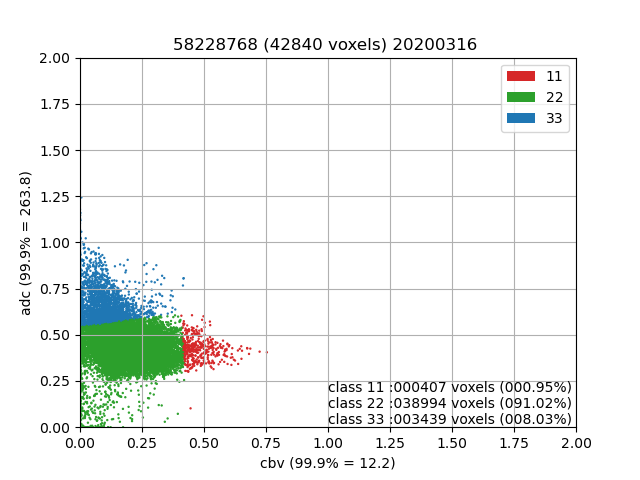 58228768 (42840 voxels) 20200316
2.00
1.75
1.50
1.25
1.00
0.75
0.50
0.25
0.00
adc (99.9% = 263.8)
11
22
33
class 11 :000407 voxels (000.95%)
class 22 :038994 voxels (091.02%)
class 33 :003439 voxels (008.03%)
0.00 0.25 0.50 0.75 1.00 1.25 1.50 1.75 2.00
cbv (99.9% = 12.2)